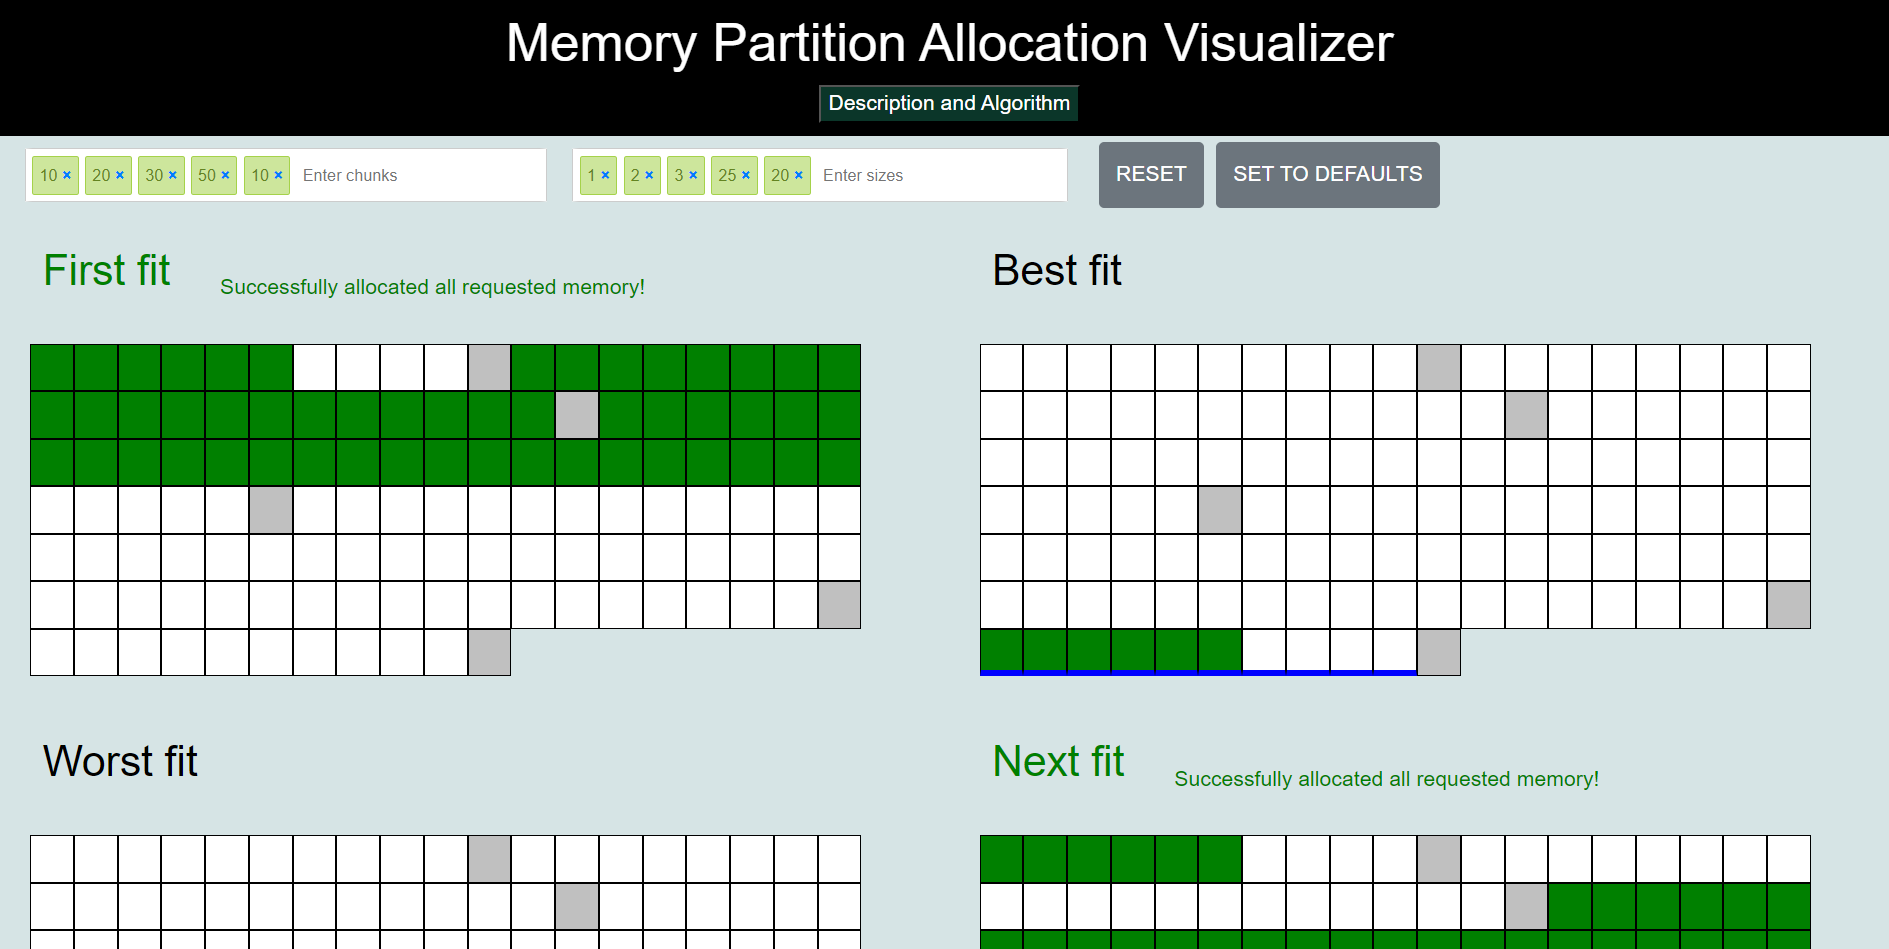 Memory Partition Allocation Visualizer
Description and Algorithm
10 × 20 × 30 × 50 × 10 × Enter chunks
1 × 2 × 3 × 25 × 20 × Enter sizes
RESET
SET TO DEFAULTS
First fit
Successfully allocated all requested memory!
Best fit
Worst fit
Next fit
Successfully allocated all requested memory!